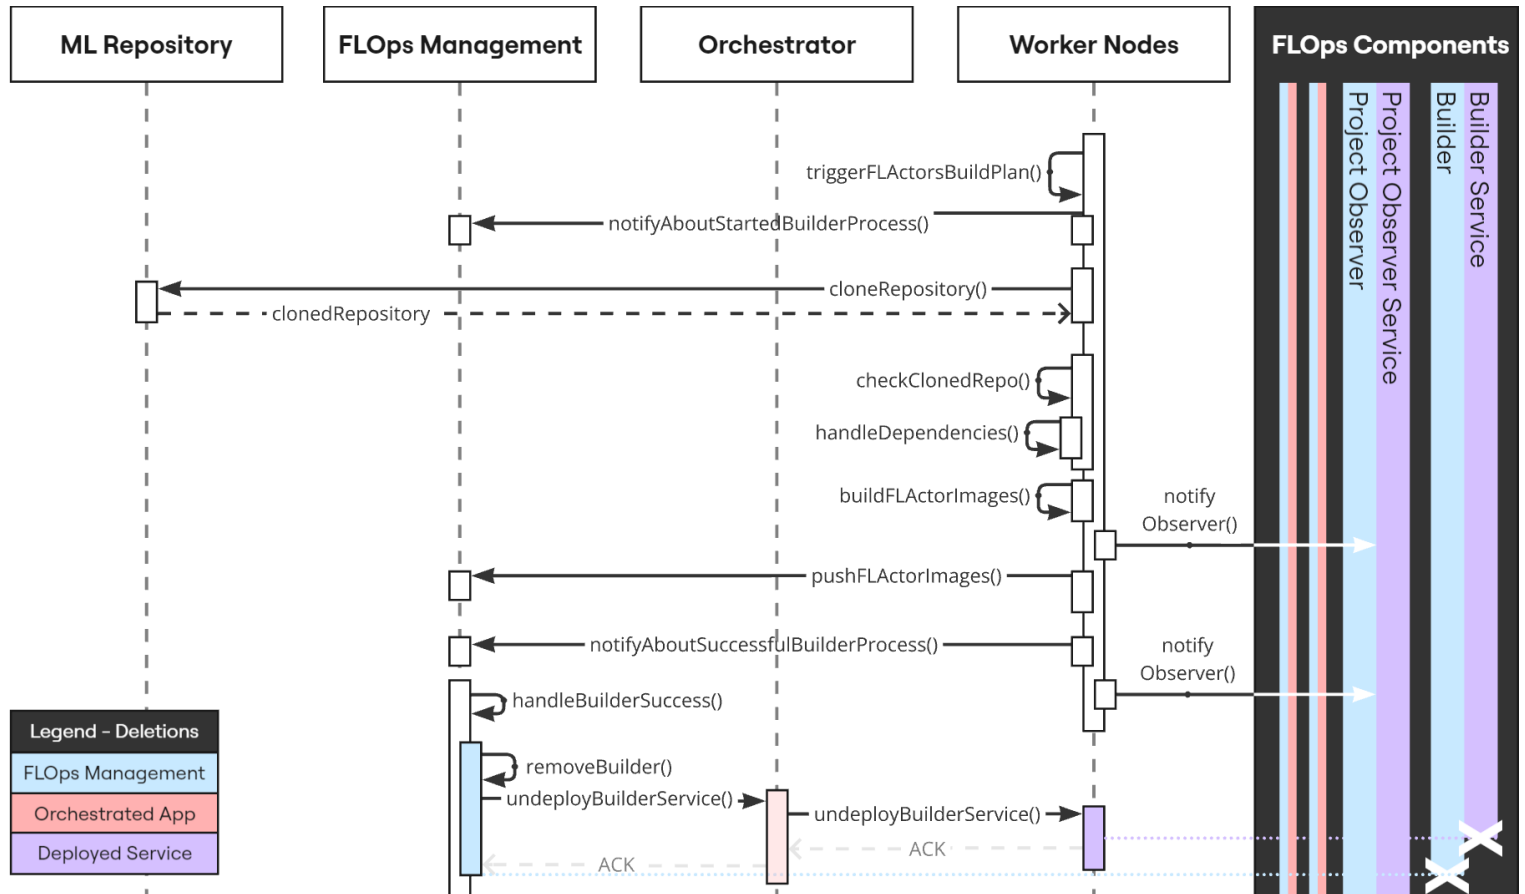 ML Repository
FLOps Management
Orchestrator
Worker Nodes
FLOps Components
Project Observer
Project Observer Service
Builder
Builder Service
triggerFLActorsBuildPlan()
notifyAboutStartedBuilderProcess()
cloneRepository()
clonedRepository
checkClonedRepo()
handleDependencies()
buildFLActorImages()
notify
Observer()
pushFLActorImages()
notifyAboutSuccessfulBuilderProcess()
notify
Observer()
handleBuilderSuccess()
removeBuilder()
undeployBuilderService()
undeployBuilderService()
ACK
ACK
Legend - Deletions
FLOps Management
Orchestrated App
Deployed Service